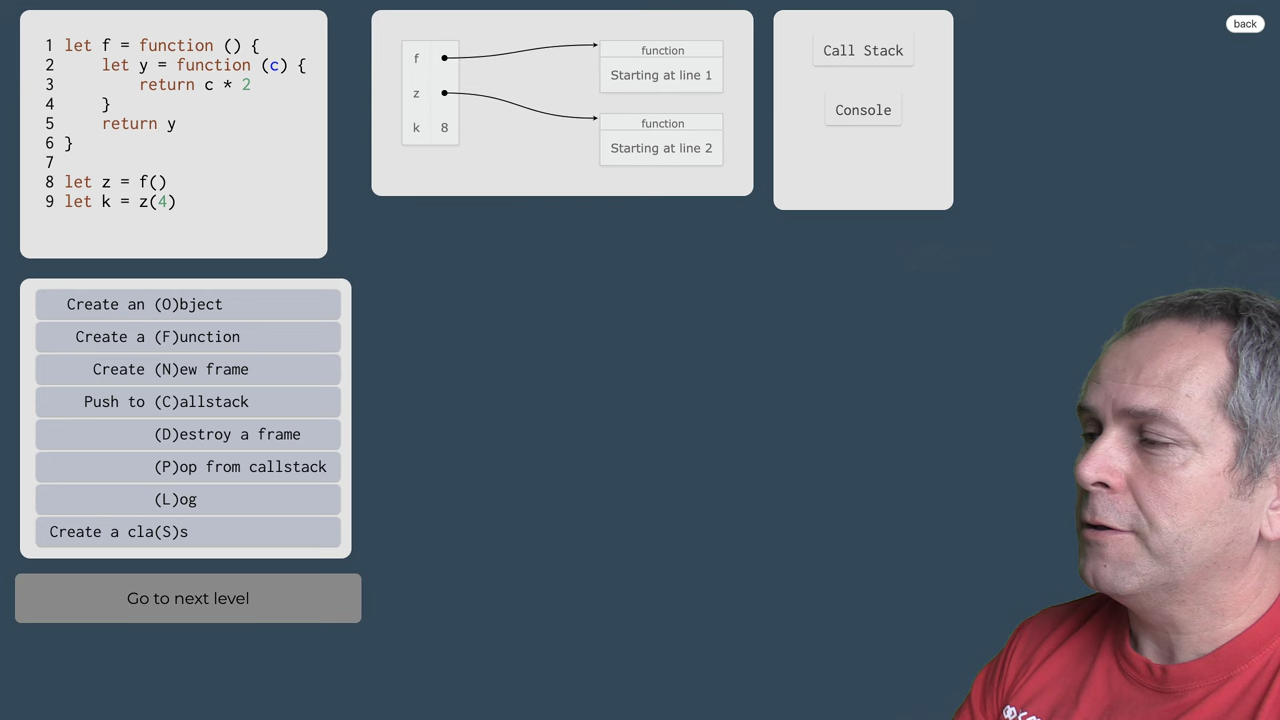 back
1 let f = function () {
2 let y = function (c) {
3 return c * 2
4 }
5 return y
6 }
7
8 let z = f()
9 let k = z(4)
f
z
k 8
function
Starting at line 1
function
Starting at line 2
Call Stack
Console
Create an (O)bject
Create a (F)unction
Create (N)ew frame
Push to (C)allstack
(D)estroy a frame
(P)op from callstack
(L)og
Create a cla(S)s
Go to next level